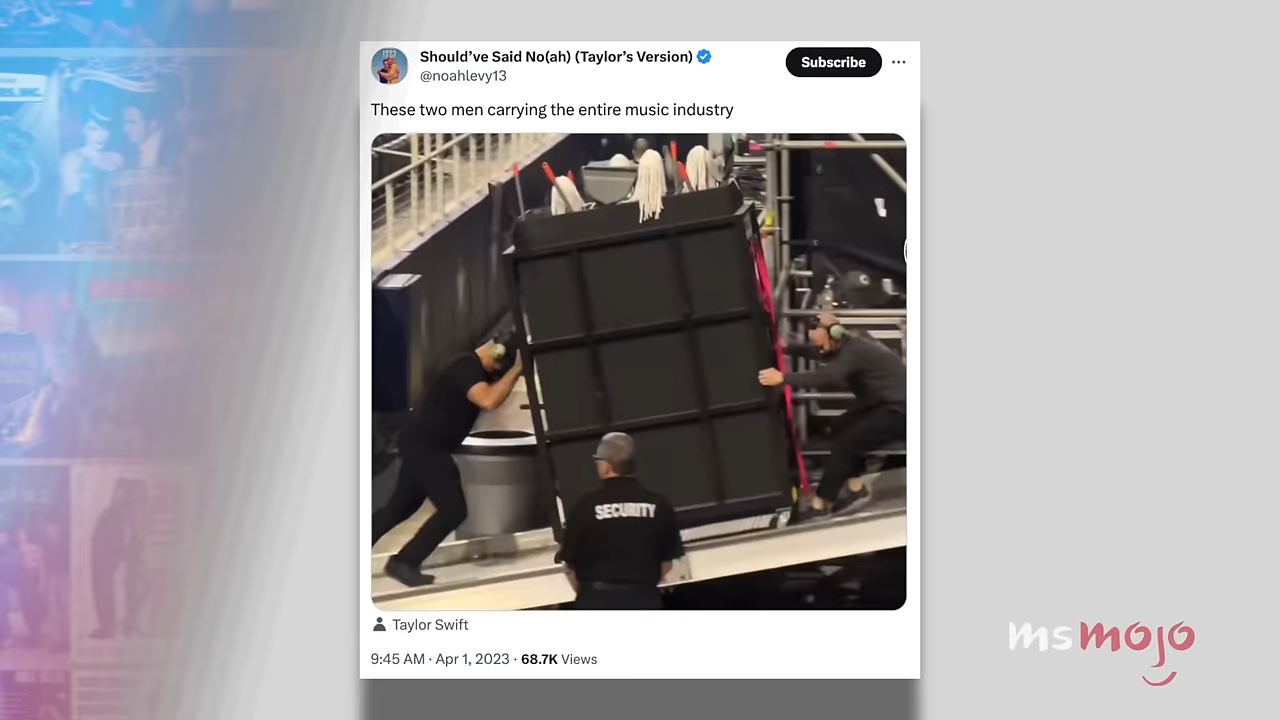 Should've Said No(ah) (Taylor's Version)
@noahlevy13
Subscribe
These two men carrying the entire music industry
SECURITY
Taylor Swift
9:45 AM · Apr 1, 2023 · 68.7K Views
msmojo